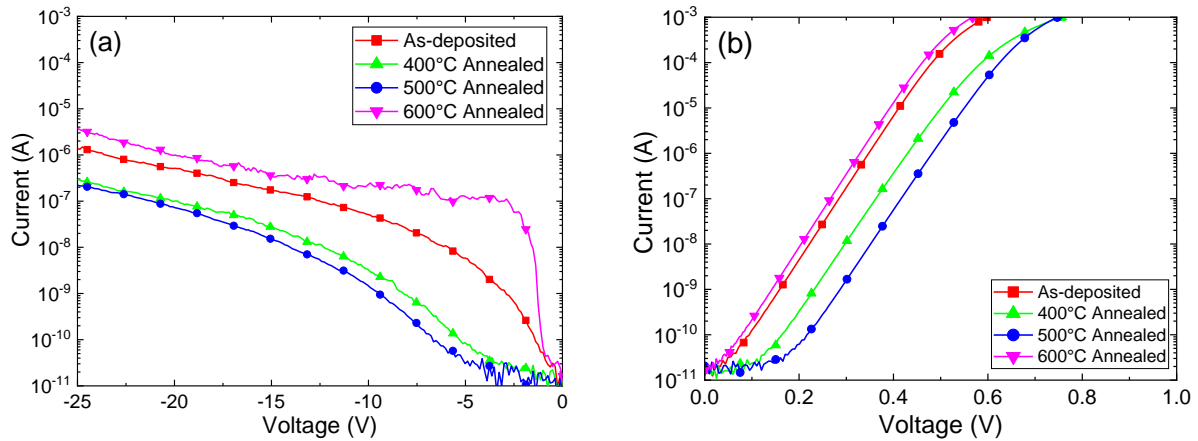 (a)
As-deposited
400°C Annealed
500°C Annealed
600°C Annealed
10⁻³
10⁻⁴
10⁻⁵
10⁻⁶
10⁻⁷
10⁻⁸
10⁻⁹
10⁻¹⁰
10⁻¹¹
Current (A)
-25 -20 -15 -10 -5 0
Voltage (V)
(b)
10⁻³
10⁻⁴
10⁻⁵
10⁻⁶
10⁻⁷
10⁻⁸
10⁻⁹
10⁻¹⁰
10⁻¹¹
Current (A)
As-deposited
400°C Annealed
500°C Annealed
600°C Annealed
0.0 0.2 0.4 0.6 0.8 1.0
Voltage (V)